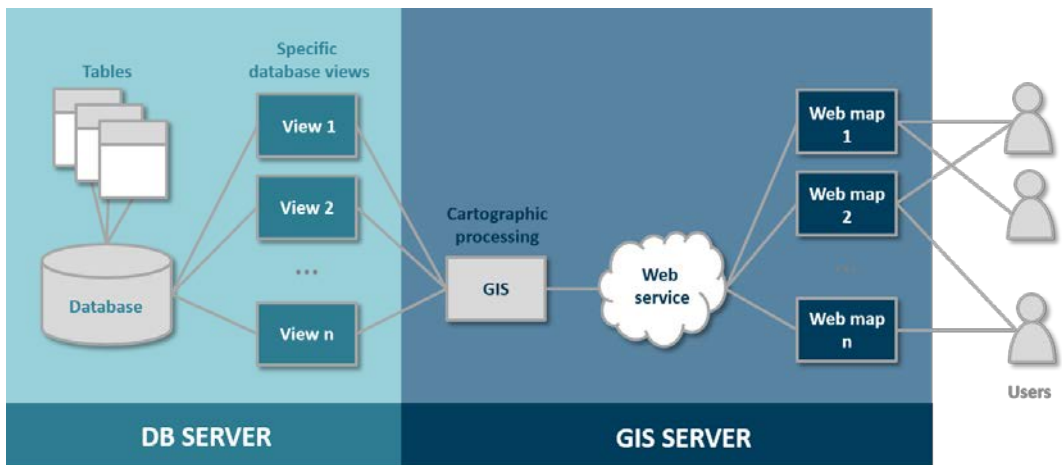 Tables
Specific
database views
View 1
View 2
...
View n
Database
Cartographic
processing
GIS
Web
service
Web map
1
Web map
2
...
Web map
n
Users
DB SERVER
GIS SERVER